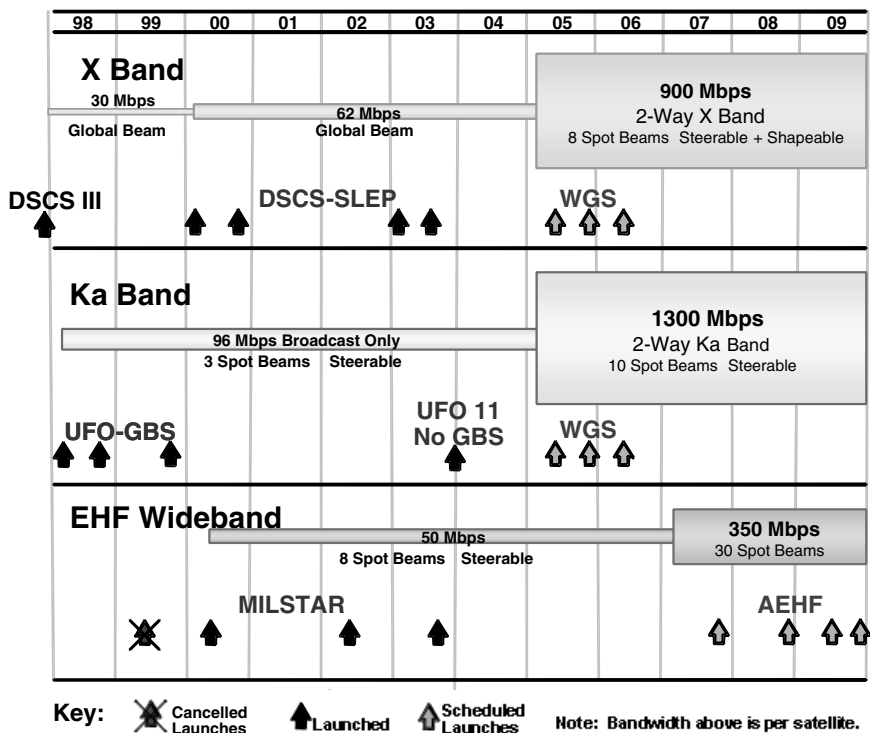 98 99 00 01 02 03 04 05 06 07 08 09
X Band
30 Mbps
Global Beam
62 Mbps
Global Beam
900 Mbps
2-Way X Band
8 Spot Beams Steerable + Shapeable
DSCS III
DSCS-SLEP
WGS
Ka Band
96 Mbps Broadcast Only
3 Spot Beams Steerable
1300 Mbps
2-Way Ka Band
10 Spot Beams Steerable
UFO-GBS
UFO 11
No GBS
WGS
EHF Wideband
50 Mbps
8 Spot Beams Steerable
350 Mbps
30 Spot Beams
MILSTAR
AEHF
Key:
Cancelled
Launches
Launched
Scheduled
Launches
Note: Bandwidth above is per satellite.